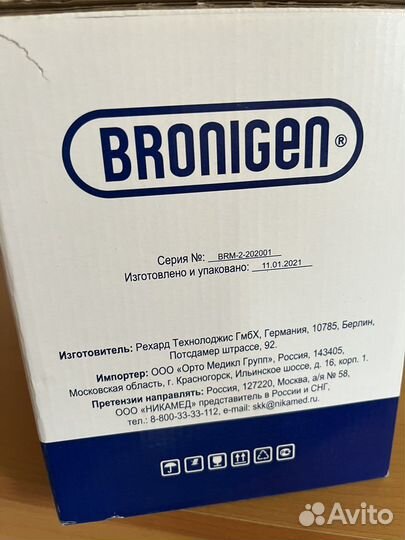 BRONIGEN®
Серия №: BRM-2-202001
Изготовлено и упаковано: 11.01.2021
Изготовитель: Рехард Технолоджис ГмбХ, Германия, 10785, Берлин,
Потсдамер штрассе, 92.
Импортер: ООО «Орто Медикл Групп», Россия, 143405,
Московская область, г. Красногорск, Ильинское шоссе, д. 16, корп. 1.
Претензии направлять: Россия, 127220, Москва, а/я № 58,
ООО «НИКАМЕД» представитель в России и СНГ,
тел.: 8-800-33-33-112, e-mail: skk@nikamed.ru
Avito